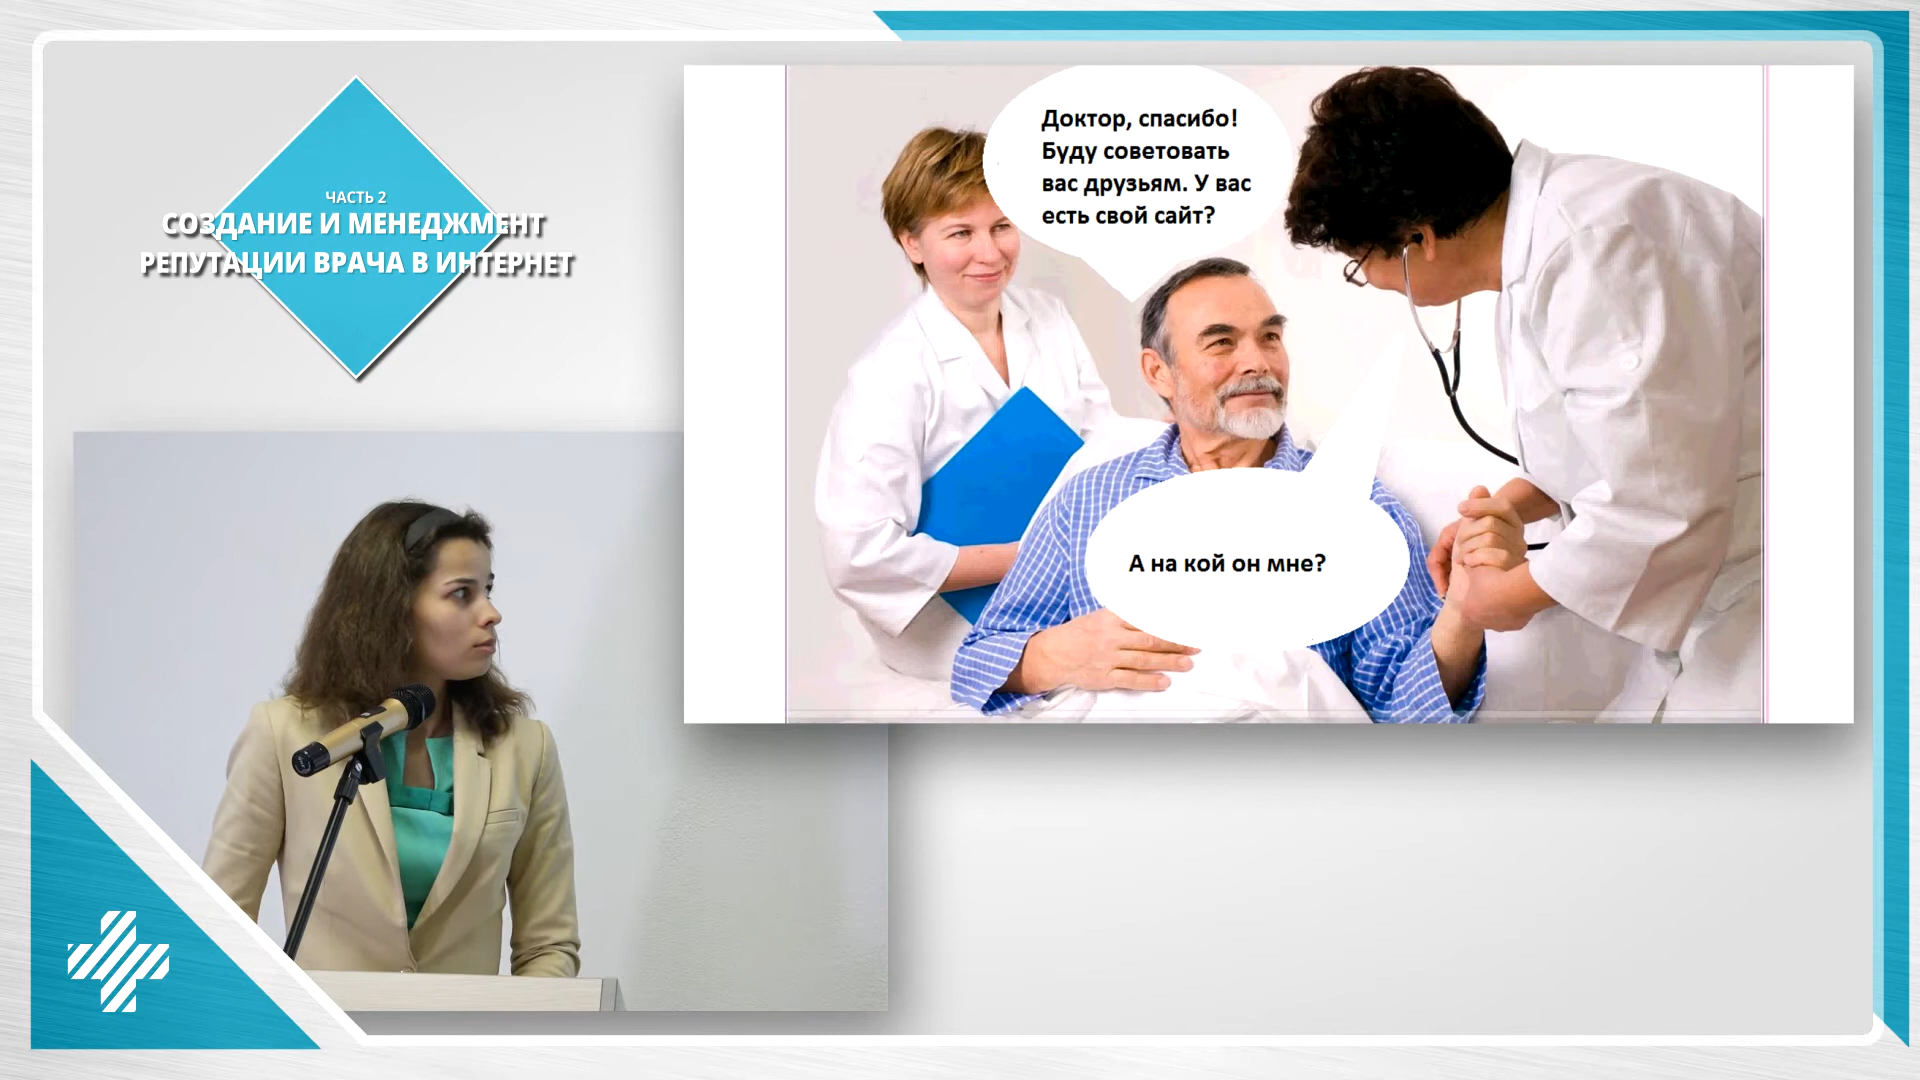 ЧАСТЬ 2
СОЗДАНИЕ И МЕНЕДЖМЕНТ
РЕПУТАЦИИ ВРАЧА В ИНТЕРНЕТ
Доктор, спасибо!
Буду советовать
вас друзьям. У вас
есть свой сайт?
А на кой он мне?